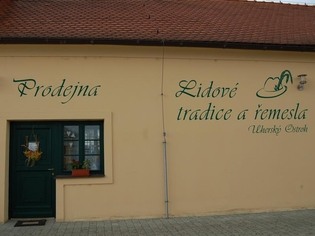 Prodejna
Lidové
tradice a řemesla
Uherský Ostroh